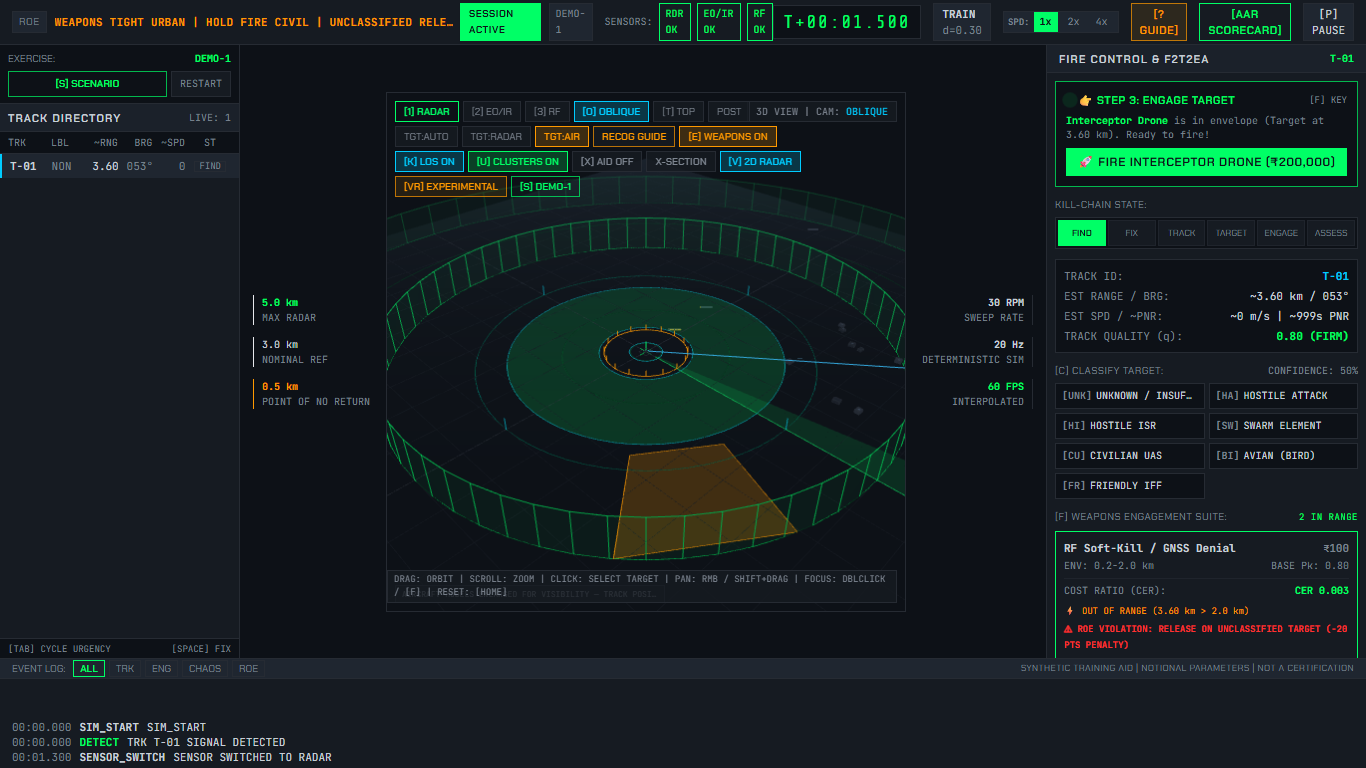 ROE
WEAPONS TIGHT URBAN | HOLD FIRE CIVIL | UNCLASSIFIED RELE…
SESSION ACTIVE
DEMO-1
SENSORS:
RDR OK
EO/IR OK
RF OK
T+00:01.500
TRAIN
d=0.30
SPD:
1x
2x
4x
[? GUIDE]
[AAR SCORECARD]
[P] PAUSE
EXERCISE:
DEMO-1
[S] SCENARIO
RESTART
TRACK DIRECTORY
LIVE: 1
TRK LBL ~RNG BRG ~SPD ST
T-01 NON 3.60 053° 0 FIND
[TAB] CYCLE URGENCY
[SPACE] FIX
[1] RADAR
[2] EO/IR
[3] RF
[O] OBLIQUE
[T] TOP
POST
3D VIEW | CAM: OBLIQUE
TGT:AUTO
TGT:RADAR
TGT:AIR
RECOG GUIDE
[E] WEAPONS ON
[K] LOS ON
[U] CLUSTERS ON
[X] AID OFF
X-SECTION
[V] 2D RADAR
[VR] EXPERIMENTAL
[S] DEMO-1
5.0 km
MAX RADAR
3.0 km
NOMINAL REF
0.5 km
POINT OF NO RETURN
30 RPM
SWEEP RATE
20 Hz
DETERMINISTIC SIM
60 FPS
INTERPOLATED
DRAG: ORBIT | SCROLL: ZOOM | CLICK: SELECT TARGET | PAN: RMB / SHIFT+DRAG | FOCUS: DBLCLICK
/ [F] | RESET: [HOME]
FIRE CONTROL & F2T2EA
T-01
👉 STEP 3: ENGAGE TARGET
[F] KEY
Interceptor Drone is in envelope (Target at
3.60 km). Ready to fire!
🚀 FIRE INTERCEPTOR DRONE [₹200,000]
KILL-CHAIN STATE:
FIND
FIX
TRACK
TARGET
ENGAGE
ASSESS
TRACK ID: T-01
EST RANGE / BRG: ~3.60 km / 053°
EST SPD / ~PNR: ~0 m/s | ~999s PNR
TRACK QUALITY (q): 0.80 (FIRM)
[C] CLASSIFY TARGET:
CONFIDENCE: 50%
[UNK] UNKNOWN / INSUF…
[HA] HOSTILE ATTACK
[HI] HOSTILE ISR
[SW] SWARM ELEMENT
[CU] CIVILIAN UAS
[BI] AVIAN (BIRD)
[FR] FRIENDLY IFF
[F] WEAPONS ENGAGEMENT SUITE:
2 IN RANGE
RF Soft-Kill / GNSS Denial
₹100
ENV: 0.2-2.0 km
BASE Pk: 0.80
COST RATIO (CER):
CER 0.003
⚡ OUT OF RANGE (3.60 km > 2.0 km)
⚠ ROE VIOLATION: RELEASE ON UNCLASSIFIED TARGET (-20
PTS PENALTY)
EVENT LOG:
ALL
TRK
ENG
CHAOS
ROE
SYNTHETIC TRAINING AID | NOTIONAL PARAMETERS | NOT A CERTIFICATION
00:00.000 SIM_START SIM_START
00:00.000 DETECT TRK T-01 SIGNAL DETECTED
00:01.300 SENSOR_SWITCH SENSOR SWITCHED TO RADAR